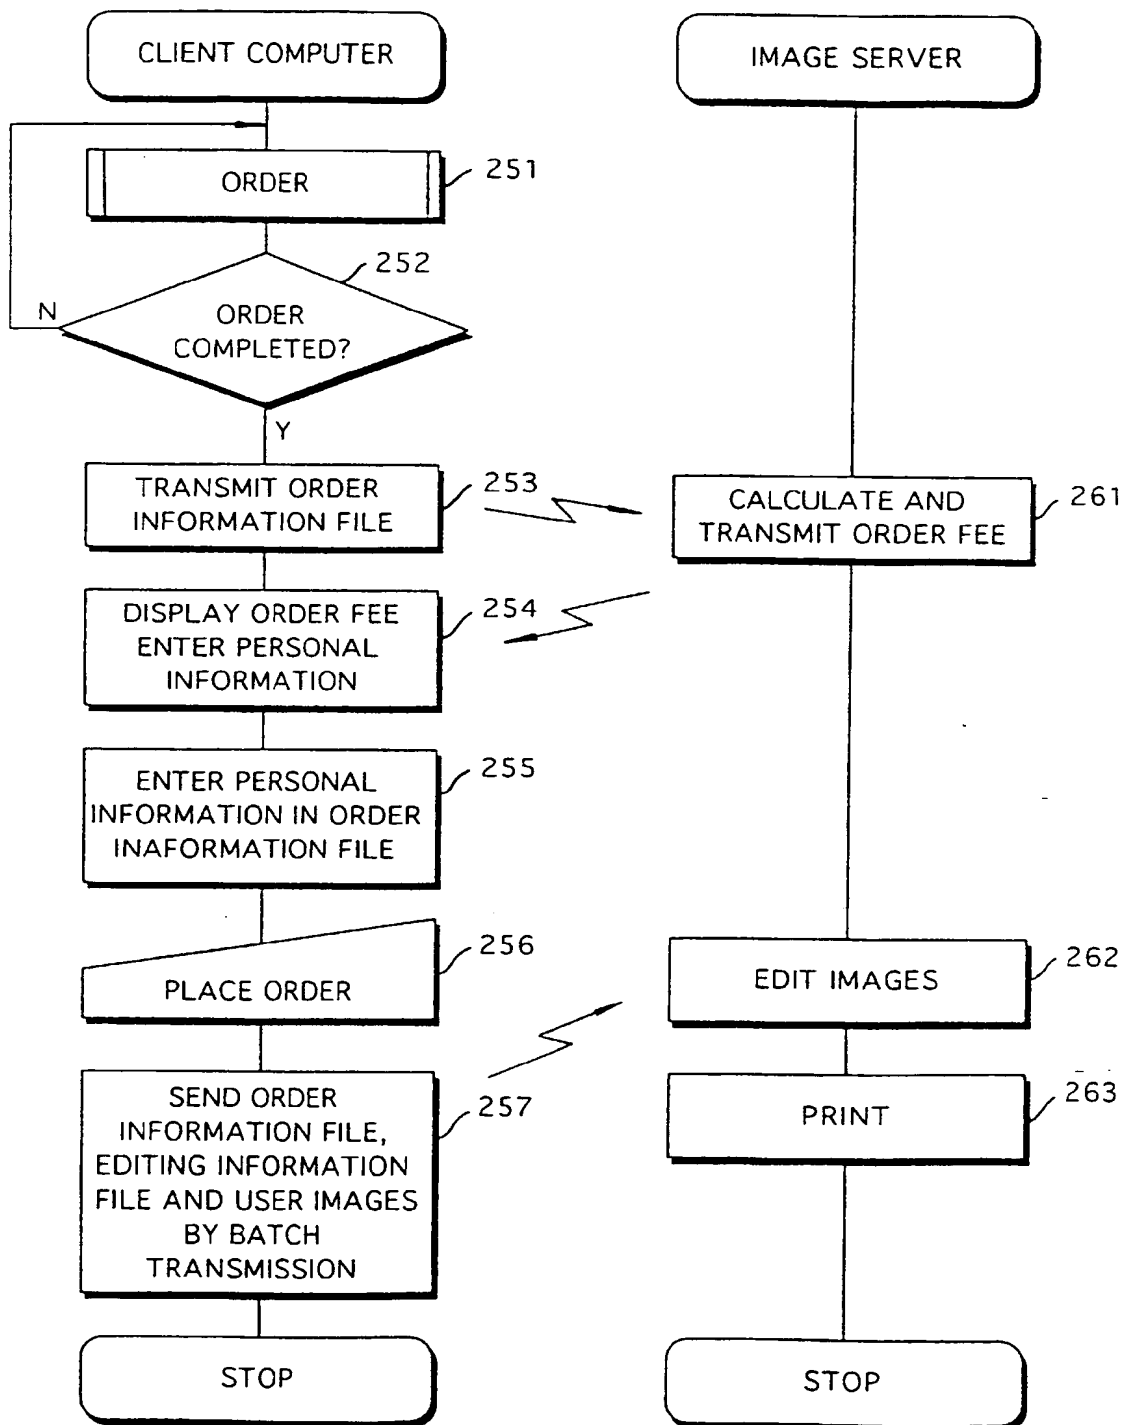 CLIENT COMPUTER
IMAGE SERVER
ORDER
251
252
N
ORDER
COMPLETED?
Y
TRANSMIT ORDER
INFORMATION FILE
253
CALCULATE AND
TRANSMIT ORDER FEE
261
DISPLAY ORDER FEE
ENTER PERSONAL
INFORMATION
254
ENTER PERSONAL
INFORMATION IN ORDER
INAFORMATION FILE
255
PLACE ORDER
256
EDIT IMAGES
262
SEND ORDER
INFORMATION FILE,
EDITING INFORMATION
FILE AND USER IMAGES
BY BATCH
TRANSMISSION
257
PRINT
263
STOP
STOP